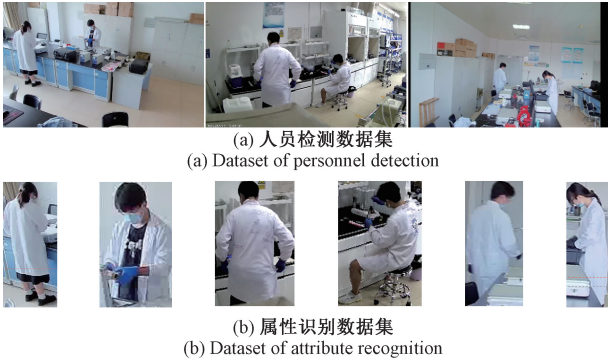 (a) 人员检测数据集
(a) Dataset of personnel detection
(b) 属性识别数据集
(b) Dataset of attribute recognition